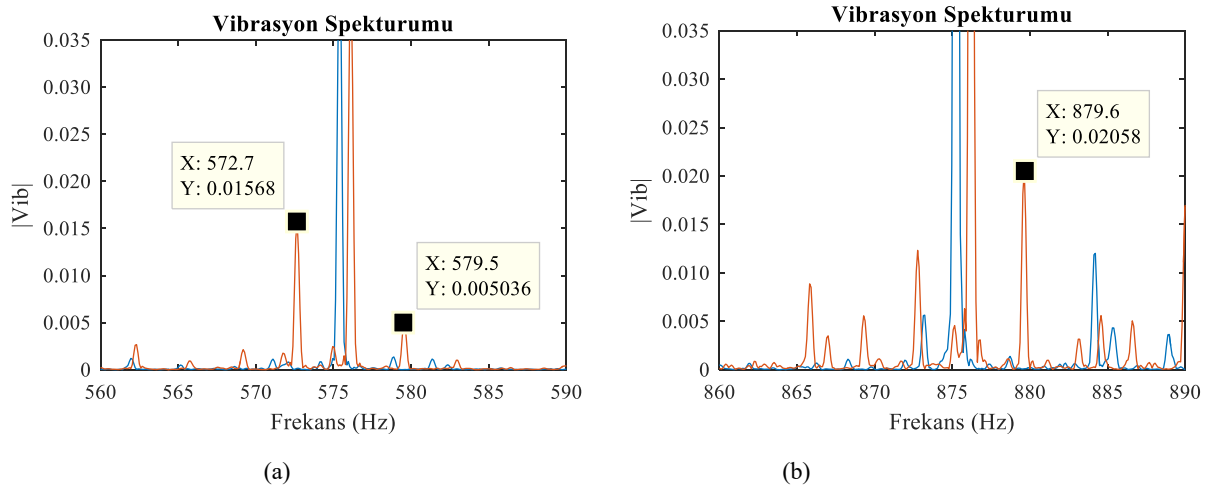 Vibrasyon Spekturumu
0.035
0.030
0.025
0.020
0.015
0.010
0.005
0
|Vib|
X: 572.7
Y: 0.01568
X: 579.5
Y: 0.005036
560 565 570 575 580 585 590
Frekans (Hz)
(a)
Vibrasyon Spekturumu
0.035
0.030
0.025
0.020
0.015
0.010
0.005
0
|Vib|
X: 879.6
Y: 0.02058
860 865 870 875 880 885 890
Frekans (Hz)
(b)